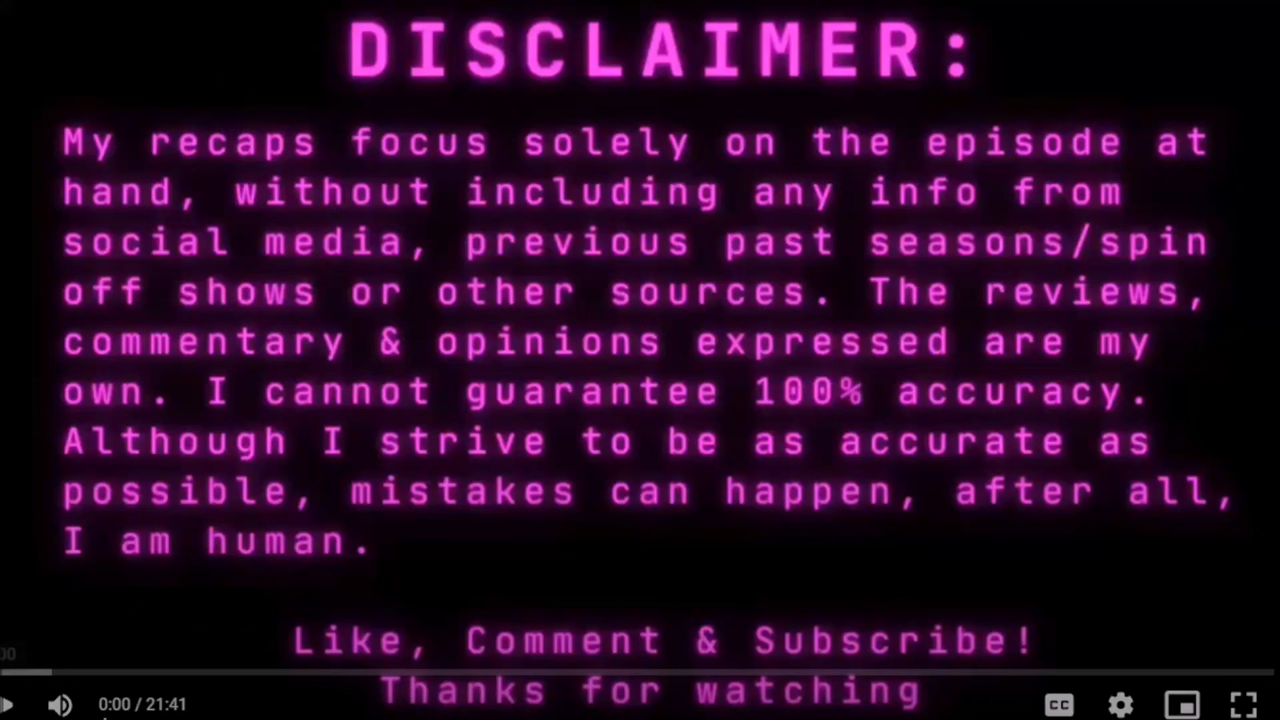 DISCLAIMER:
My recaps focus solely on the episode at
hand, without including any info from
social media, previous past seasons/spin
off shows or other sources. The reviews,
commentary & opinions expressed are my
own. I cannot guarantee 100% accuracy.
Although I strive to be as accurate as
possible, mistakes can happen, after all,
I am human.
Like, Comment & Subscribe!
Thanks for watching
0:00 / 21:41
CC